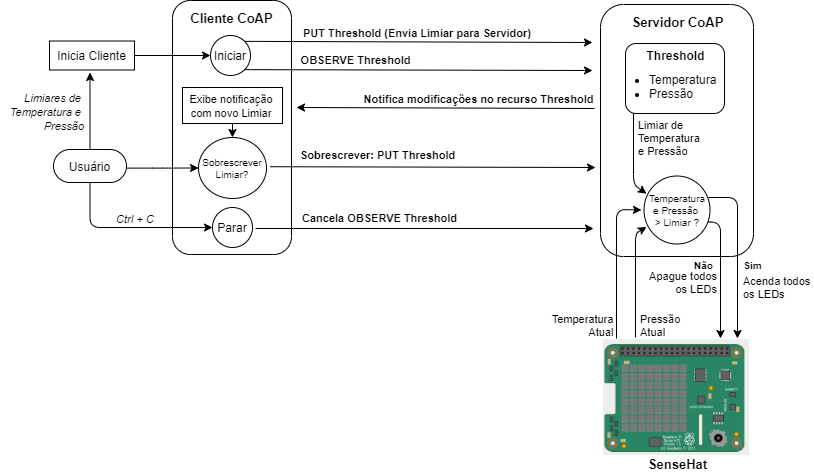 Cliente CoAP
Servidor CoAP
Inicia Cliente
Iniciar
PUT Threshold (Envia Limiar para Servidor)
OBSERVE Threshold
Threshold
• Temperatura
• Pressão
Limiares de
Temperatura e
Pressão
Exibe notificação
com novo Limiar
Notifica modificações no recurso Threshold
Limiar de
Temperatura
e Pressão
Usuário
Sobrescrever
Limiar?
Sobrescrever: PUT Threshold
Temperatura
e Pressão
> Limiar ?
Ctrl + C
Parar
Cancela OBSERVE Threshold
Não
Apague todos
os LEDs
Sim
Acenda todos
os LEDs
Temperatura
Atual
Pressão
Atual
SenseHat